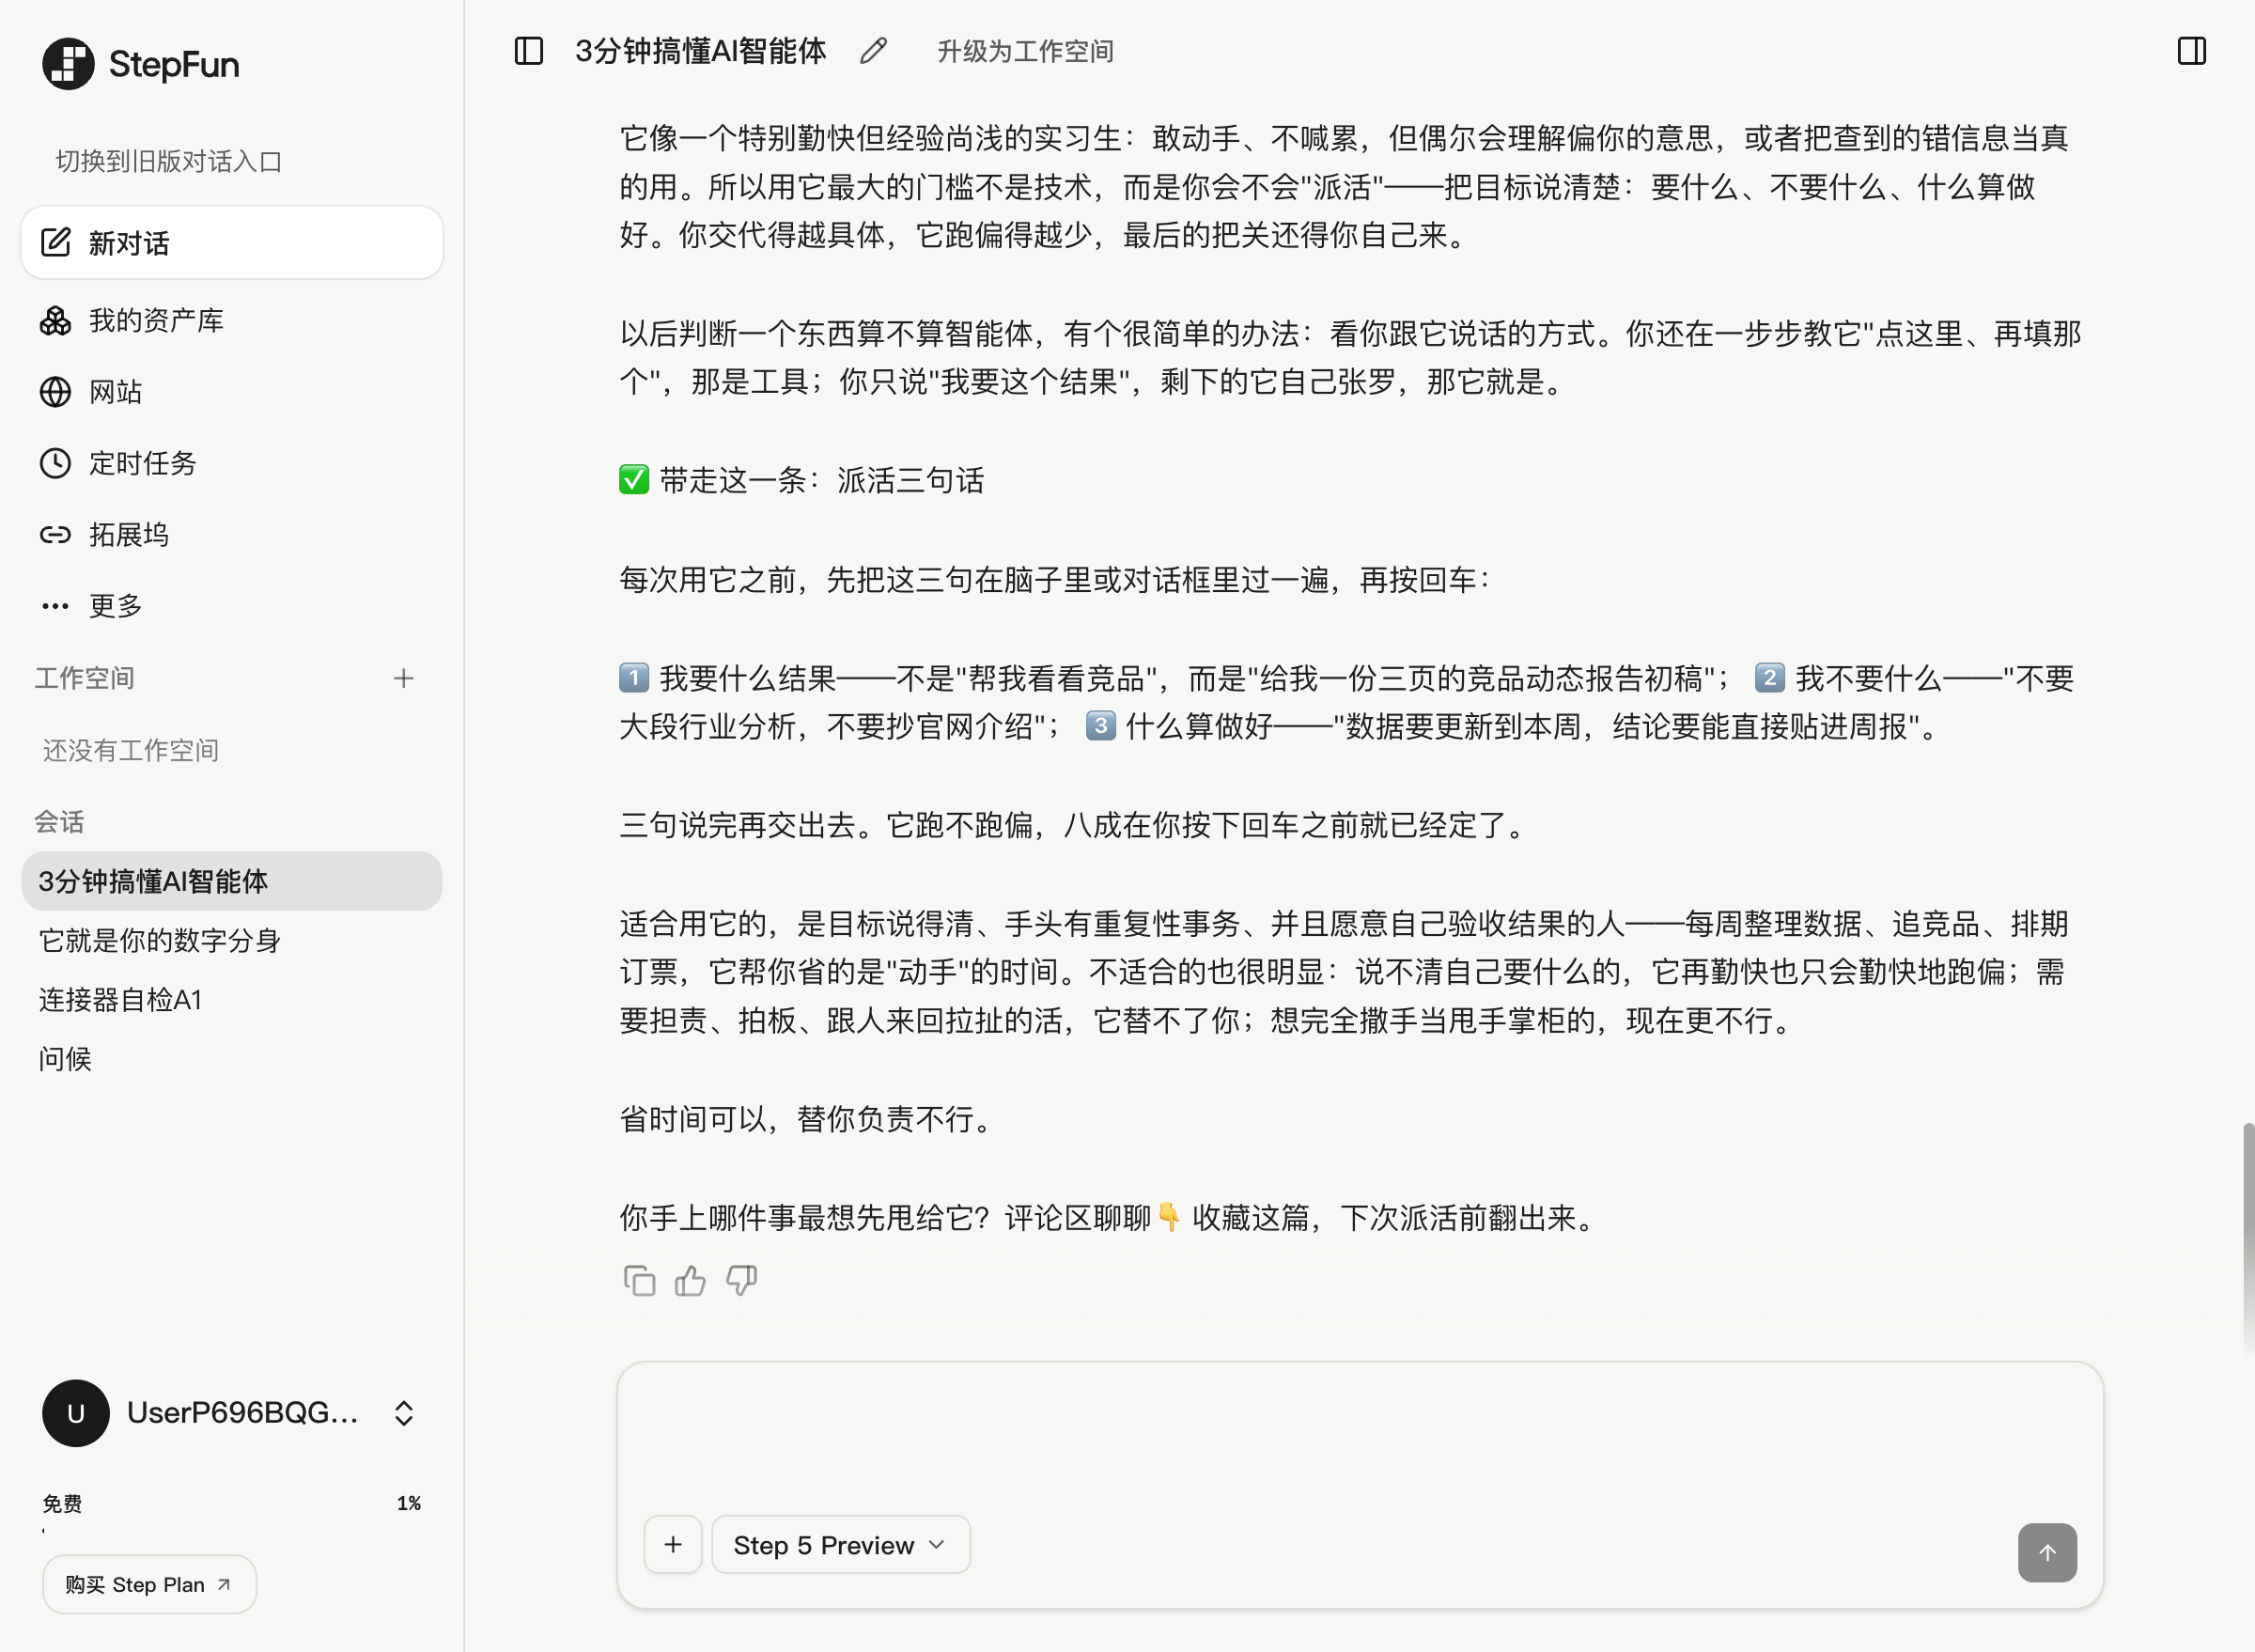 StepFun
切换到旧版对话入口
新对话
我的资产库
网站
定时任务
拓展坞
更多
工作空间
还没有工作空间
会话
3分钟搞懂AI智能体
它就是你的数字分身
连接器自检A1
问候
U
UserP696BQG...
免费 1%
购买 Step Plan
3分钟搞懂AI智能体 升级为工作空间
它像一个特别勤快但经验尚浅的实习生：敢动手、不喊累，但偶尔会理解偏你的意思，或者把查到的错信息当真
的用。所以用它最大的门槛不是技术，而是你会不会"派活"——把目标说清楚：要什么、不要什么、什么算做
好。你交代得越具体，它跑偏得越少，最后的把关还得你自己来。
以后判断一个东西算不算智能体，有个很简单的办法：看你跟它说话的方式。你还在一步步教它"点这里、再填那
个"，那是工具；你只说"我要这个结果"，剩下的它自己张罗，那它就是。
✅ 带走这一条：派活三句话
每次用它之前，先把这三句在脑子里或对话框里过一遍，再按回车：
1️⃣ 我要什么结果——不是"帮我看看竞品"，而是"给我一份三页的竞品动态报告初稿"； 2️⃣ 我不要什么——"不要
大段行业分析，不要抄官网介绍"； 3️⃣ 什么算做好——"数据要更新到本周，结论要能直接贴进周报"。
三句说完再交出去。它跑不跑偏，八成在你按下回车之前就已经定了。
适合用它的，是目标说得清、手头有重复性事务、并且愿意自己验收结果的人——每周整理数据、追竞品、排期
订票，它帮你省的是"动手"的时间。不适合的也很明显：说不清自己要什么的，它再勤快也只会勤快地跑偏；需
要担责、拍板、跟人来回拉扯的活，它替不了你；想完全撒手当甩手掌柜的，现在更不行。
省时间可以，替你负责不行。
你手上哪件事最想先甩给它？评论区聊聊👇 收藏这篇，下次派活前翻出来。
Step 5 Preview